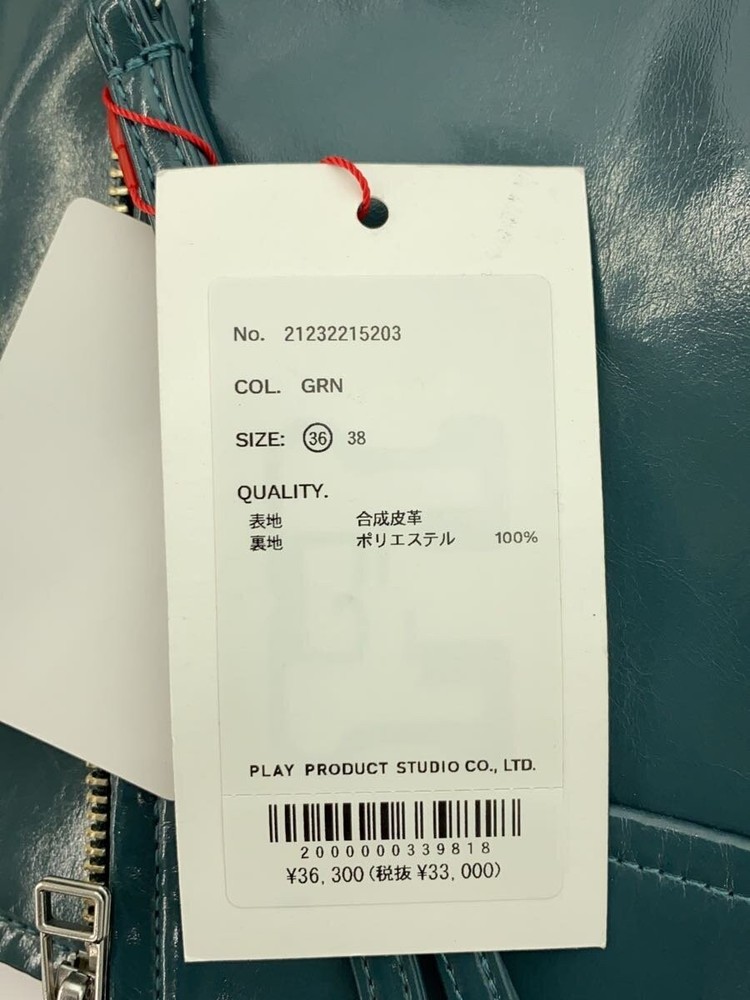 No. 21232215203
COL. GRN
SIZE: 36 38
QUALITY.
表地 合成皮革
裏地 ポリエステル 100%
PLAY PRODUCT STUDIO CO., LTD.
2000000339818
¥36,300(税抜 ¥33,000)